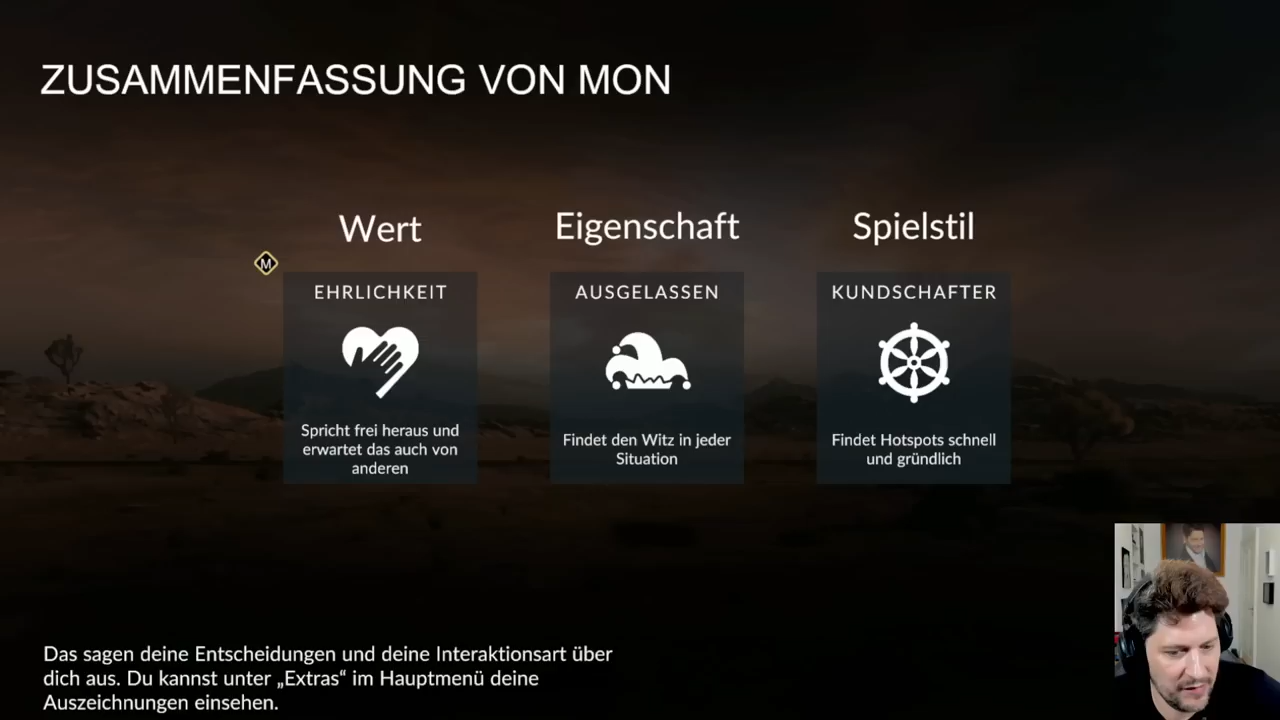 ZUSAMMENFASSUNG VON MON
Wert
Eigenschaft
Spielstil
M
EHRLICHKEIT
Spricht frei heraus und
erwartet das auch von
anderen
AUSGELASSEN
Findet den Witz in jeder
Situation
KUNDSCHAFTER
Findet Hotspots schnell
und gründlich
Das sagen deine Entscheidungen und deine Interaktionsart über
dich aus. Du kannst unter „Extras“ im Hauptmenü deine
Auszeichnungen einsehen.